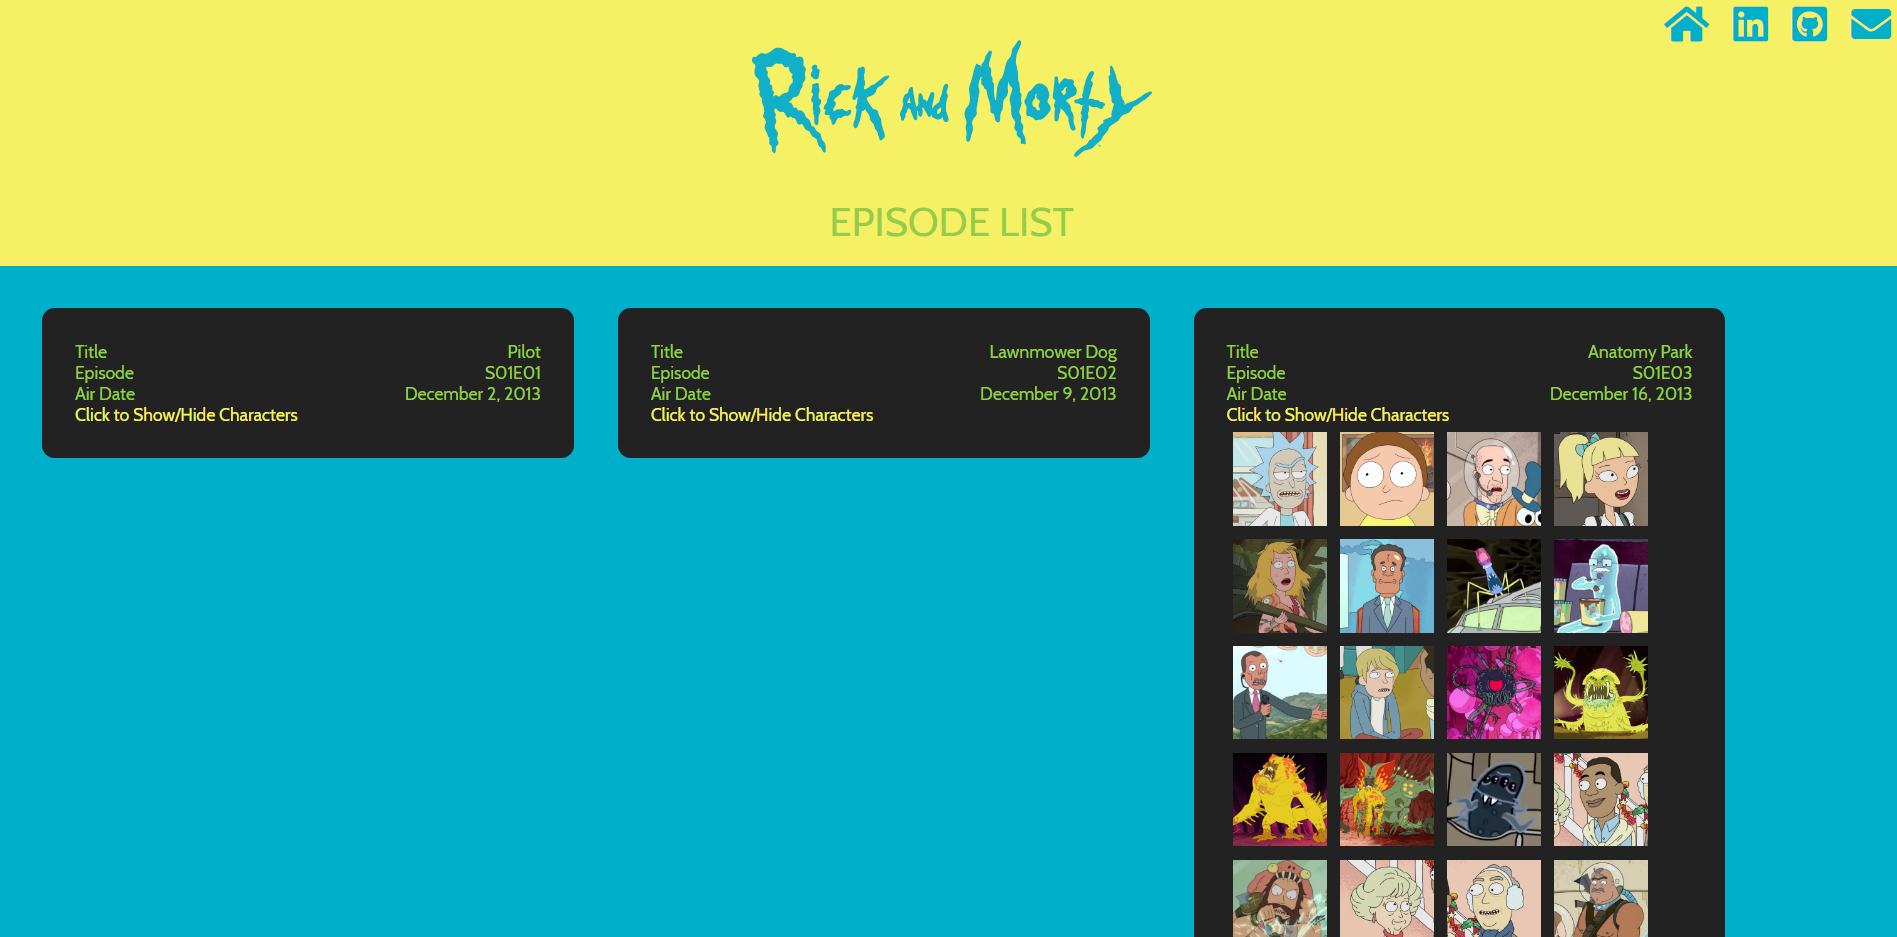 Rick and Morty
EPISODE LIST
Title Pilot
Episode S01E01
Air Date December 2, 2013
Click to Show/Hide Characters
Title Lawnmower Dog
Episode S01E02
Air Date December 9, 2013
Click to Show/Hide Characters
Title Anatomy Park
Episode S01E03
Air Date December 16, 2013
Click to Show/Hide Characters